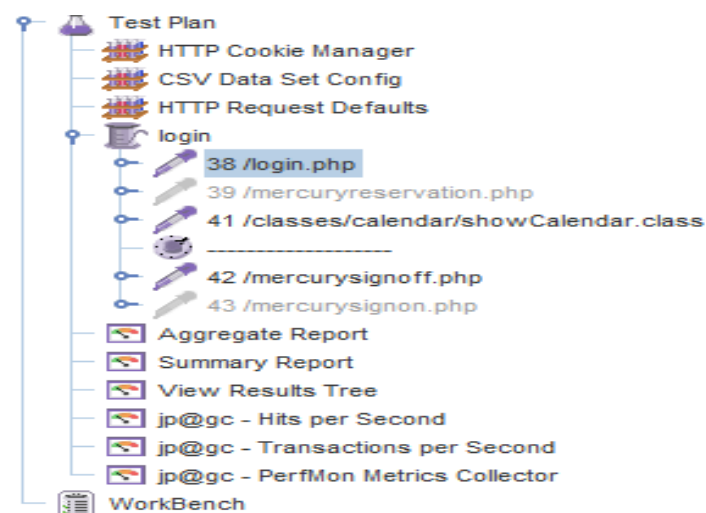 Test Plan
HTTP Cookie Manager
CSV Data Set Config
HTTP Request Defaults
login
38 /login.php
39 /mercuryreservation.php
41 /classes/calendar/showCalendar.class
--------------------
42 /mercurysignoff.php
43 /mercurysignon.php
Aggregate Report
Summary Report
View Results Tree
jp@gc - Hits per Second
jp@gc - Transactions per Second
jp@gc - PerfMon Metrics Collector
WorkBench